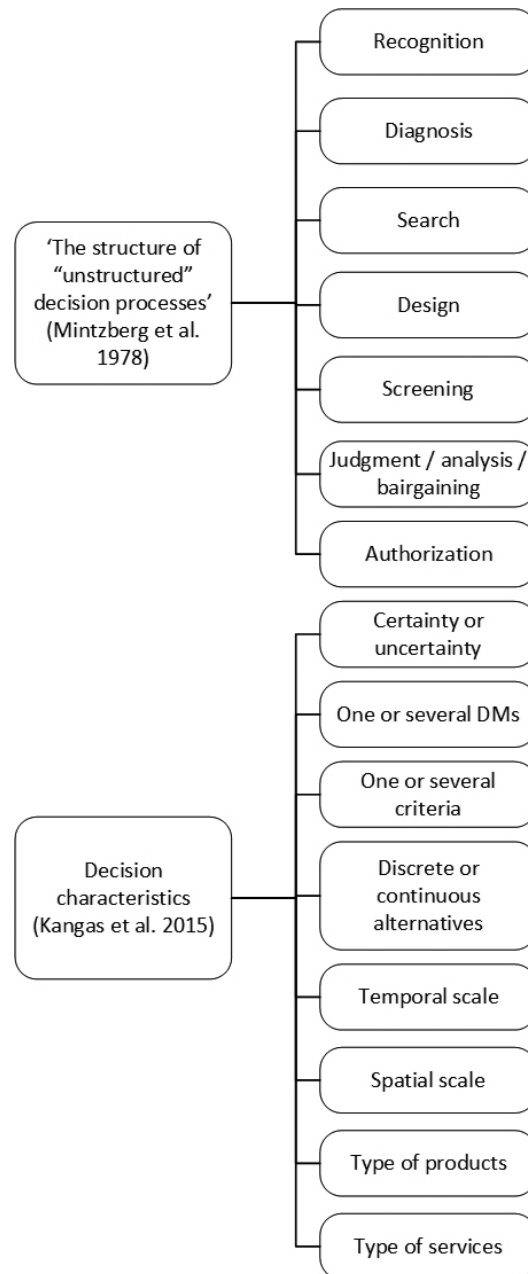 Recognition
Diagnosis
Search
Design
Screening
Judgment / analysis /
bairgaining
Authorization
‘The structure of
“unstructured”
decision processes’
(Mintzberg et al.
1978)
Certainty or
uncertainty
One or several DMs
One or several
criteria
Discrete or
continuous
alternatives
Temporal scale
Spatial scale
Type of products
Type of services
Decision
characteristics
(Kangas et al. 2015)